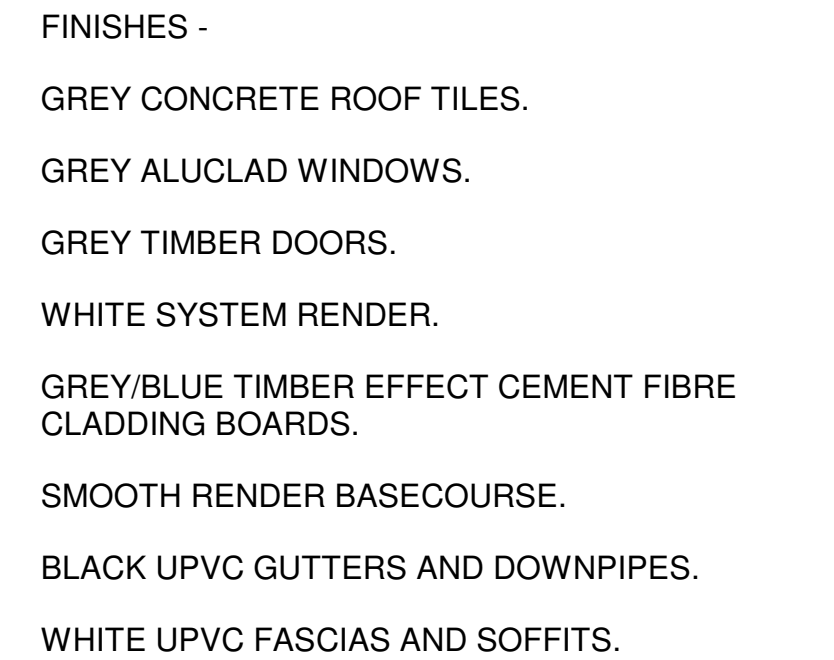 FINISHES -
GREY CONCRETE ROOF TILES.
GREY ALUCLAD WINDOWS.
GREY TIMBER DOORS.
WHITE SYSTEM RENDER.
GREY/BLUE TIMBER EFFECT CEMENT FIBRE
CLADDING BOARDS.
SMOOTH RENDER BASECOURSE.
BLACK UPVC GUTTERS AND DOWNPIPES.
WHITE UPVC FASCIAS AND SOFFITS.